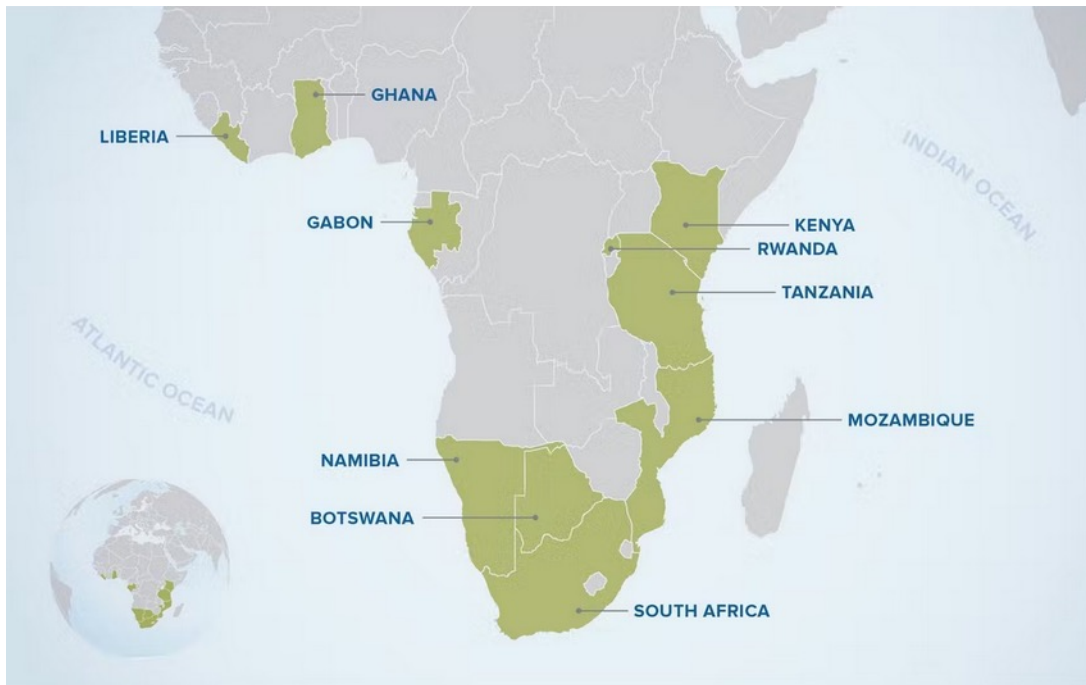 GHANA
LIBERIA
INDIAN OCEAN
GABON
KENYA
RWANDA
TANZANIA
ATLANTIC OCEAN
MOZAMBIQUE
NAMIBIA
BOTSWANA
SOUTH AFRICA